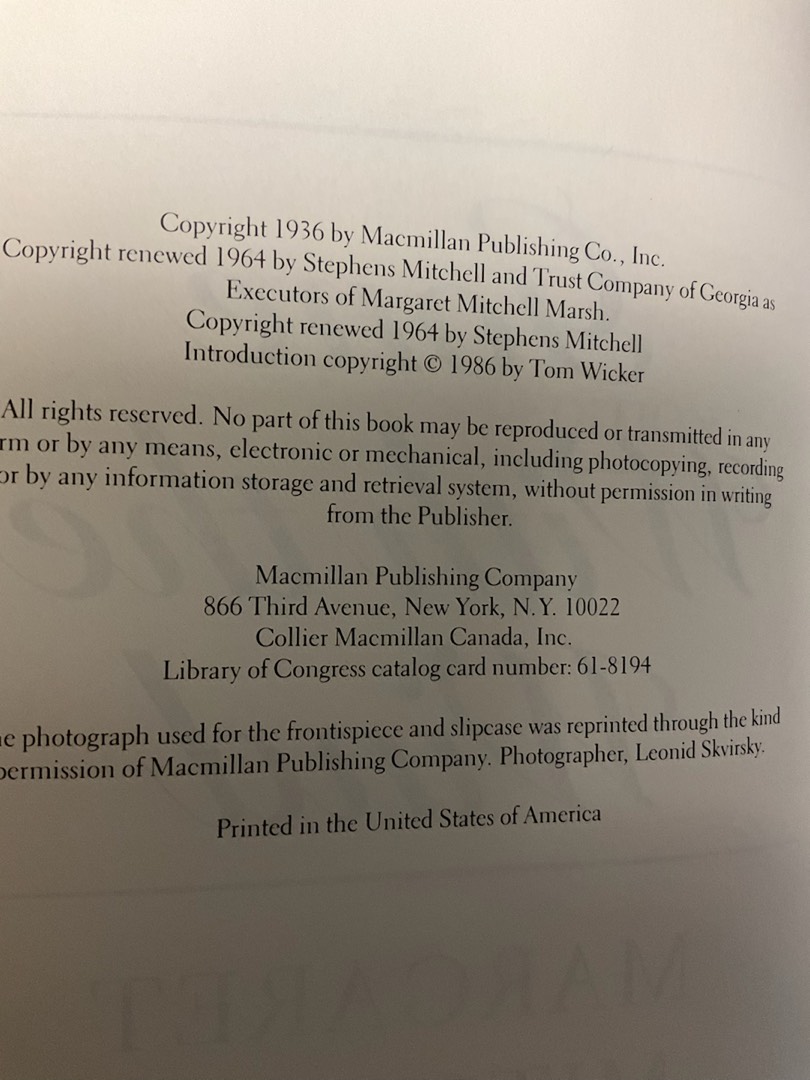 Copyright 1936 by Macmillan Publishing Co., Inc.
Copyright renewed 1964 by Stephens Mitchell and Trust Company of Georgia as
Executors of Margaret Mitchell Marsh.
Copyright renewed 1964 by Stephens Mitchell
Introduction copyright © 1986 by Tom Wicker
All rights reserved. No part of this book may be reproduced or transmitted in any
rm or by any means, electronic or mechanical, including photocopying, recording
or by any information storage and retrieval system, without permission in writing
from the Publisher.
Macmillan Publishing Company
866 Third Avenue, New York, N.Y. 10022
Collier Macmillan Canada, Inc.
Library of Congress catalog card number: 61-8194
e photograph used for the frontispiece and slipcase was reprinted through the kind
permission of Macmillan Publishing Company. Photographer, Leonid Skvirsky.
Printed in the United States of America
MARGARET